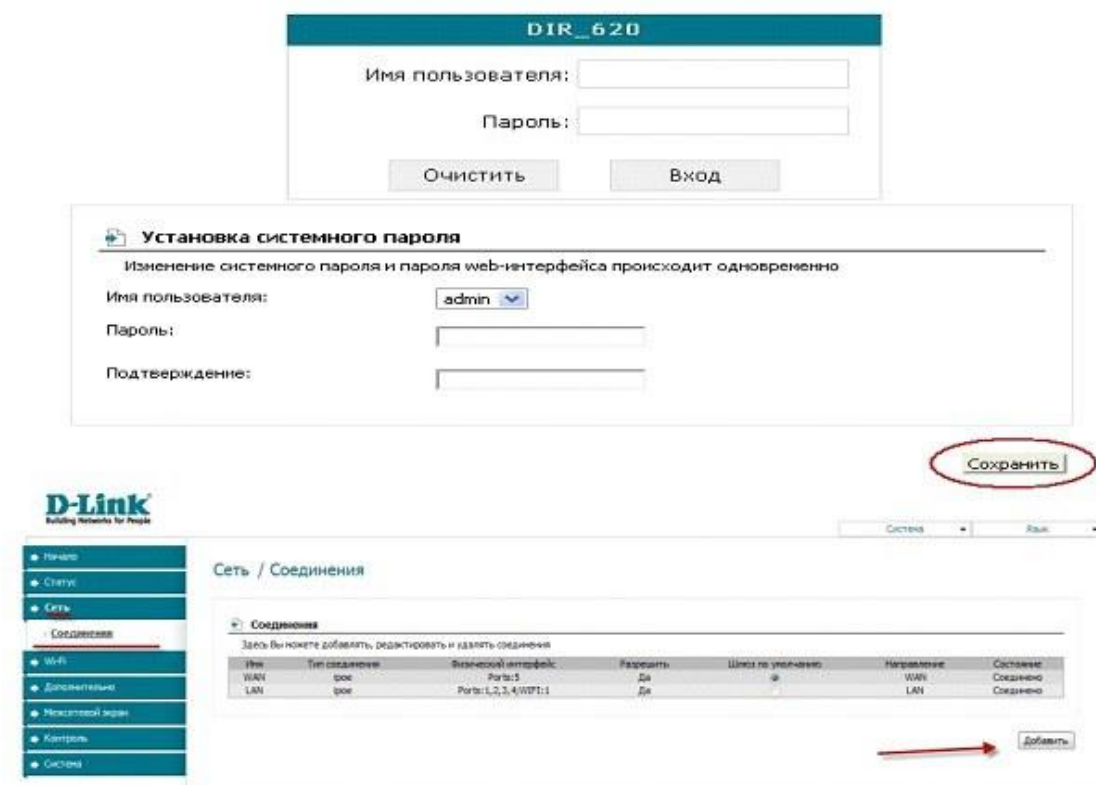 DIR_620
Имя пользователя:
Пароль:
Очистить Вход
Установка системного пароля
Изменение системного пароля и пароля web-интерфейса происходит одновременно
Имя пользователя: admin
Пароль:
Подтверждение:
Сохранить
D-Link
Building Networks for People
Система Язык
Начало
Статус
Сеть
Соединения
Wi-Fi
Дополнительно
Межсетевой экран
Контроль
Система
Сеть / Соединения
Соединения
Здесь Вы можете добавлять, редактировать и удалять соединения
Имя Тип соединения Физический интерфейс Разрешить Шлюз по умолчанию Направление Состояние
WAN ipoe Ports:5 Да WAN Соединено
LAN ipoe Ports:1,2,3,4;WIFI:1 Да LAN Соединено
Добавить